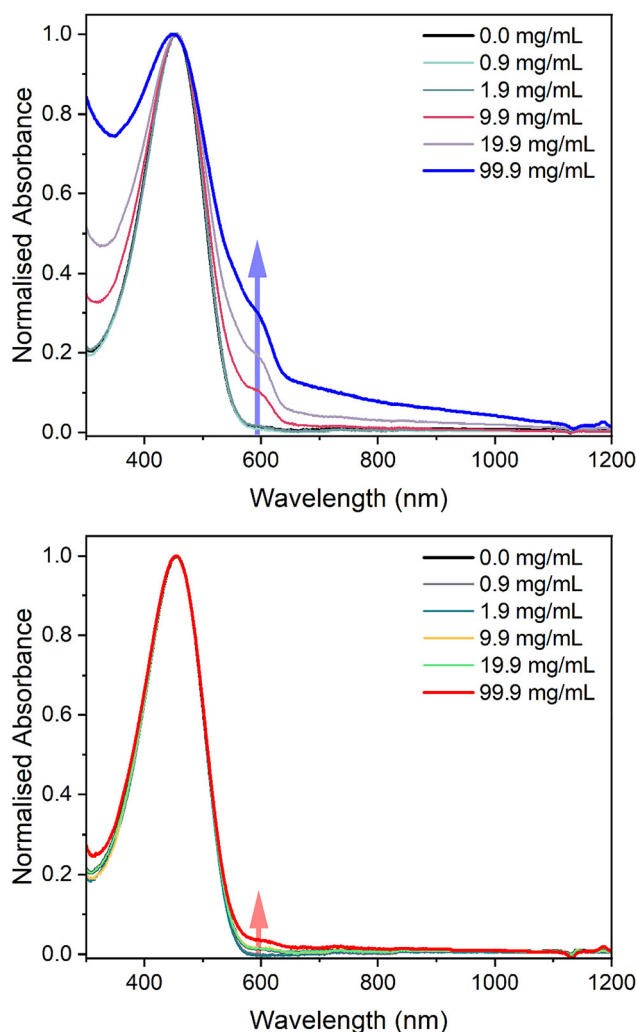 0.0 mg/mL
0.9 mg/mL
1.9 mg/mL
9.9 mg/mL
19.9 mg/mL
99.9 mg/mL
1.0
0.8
0.6
0.4
0.2
0.0
Normalised Absorbance
400 600 800 1000 1200
Wavelength (nm)
0.0 mg/mL
0.9 mg/mL
1.9 mg/mL
9.9 mg/mL
19.9 mg/mL
99.9 mg/mL
1.0
0.8
0.6
0.4
0.2
0.0
Normalised Absorbance
400 600 800 1000 1200
Wavelength (nm)